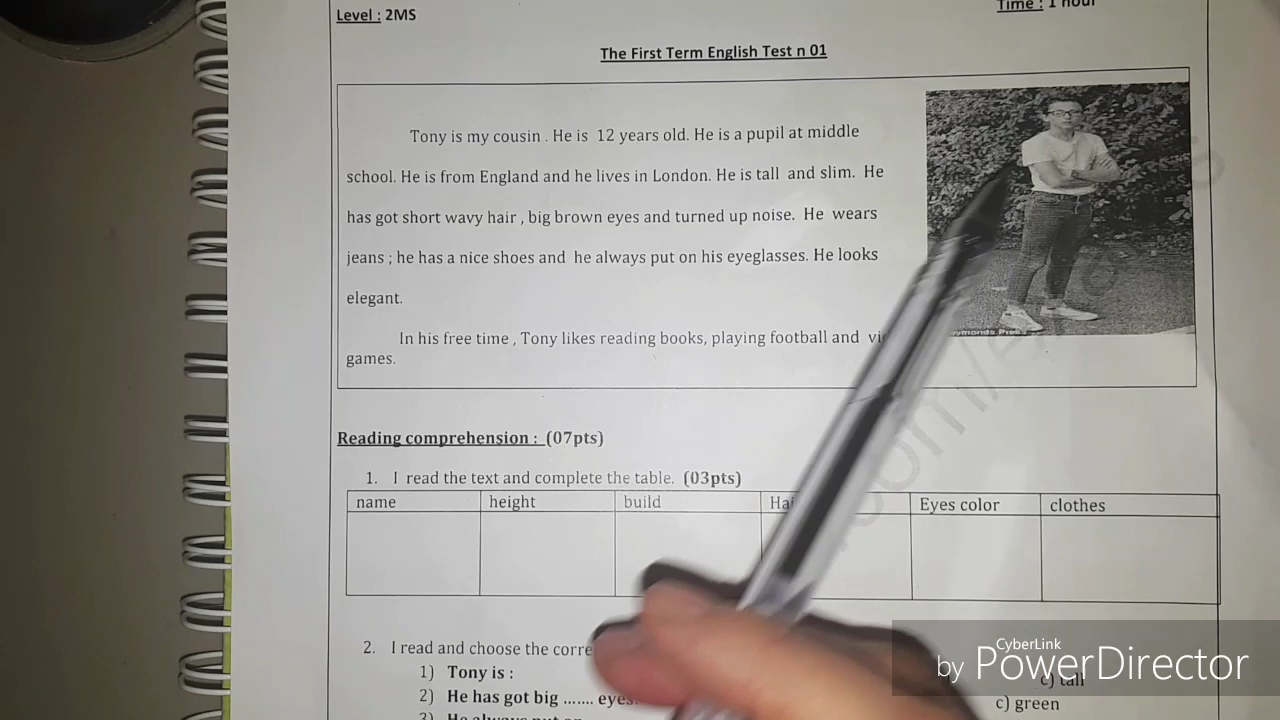 Level : 2MS
Time : 1 hour
The First Term English Test n 01
Tony is my cousin . He is 12 years old. He is a pupil at middle
school. He is from England and he lives in London. He is tall and slim. He
has got short wavy hair , big brown eyes and turned up noise. He wears
jeans ; he has a nice shoes and he always put on his eyeglasses. He looks
elegant.
In his free time , Tony likes reading books, playing football and
games.
Reading comprehension : (07pts)
1. I read the text and complete the table. (03pts)
name height build Eyes color clothes
2. I read and choose the
1) Tony is :
c) tall
2) He has got big ....... eyes.
c) green
3) He always put on
CyberLink
by PowerDirector